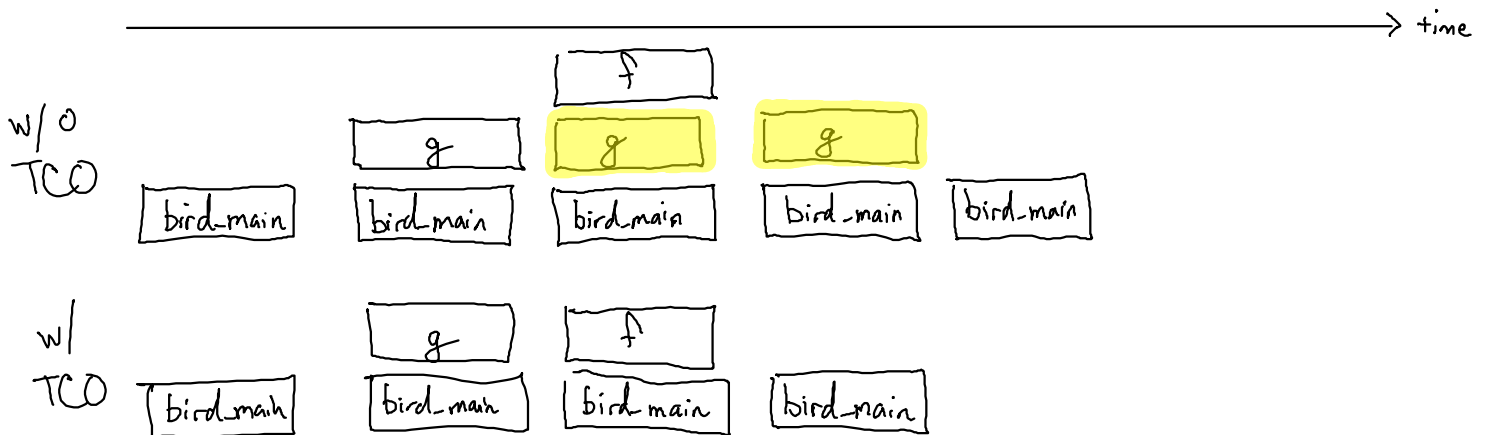 time
f
w/o
TCO
g g g
bird_main bird_main bird_main bird_main bird_main
w/
TCO
g f
bird_main bird_main bird_main bird_main